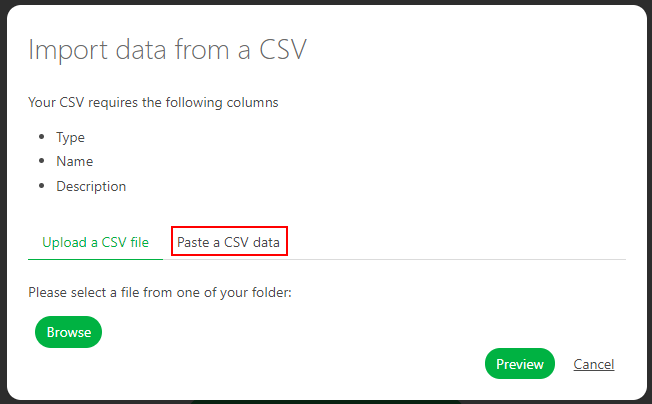 Import data from a CSV
Your CSV requires the following columns
Type
Name
Description
Upload a CSV file
Paste a CSV data
Please select a file from one of your folder:
Browse
Preview
Cancel